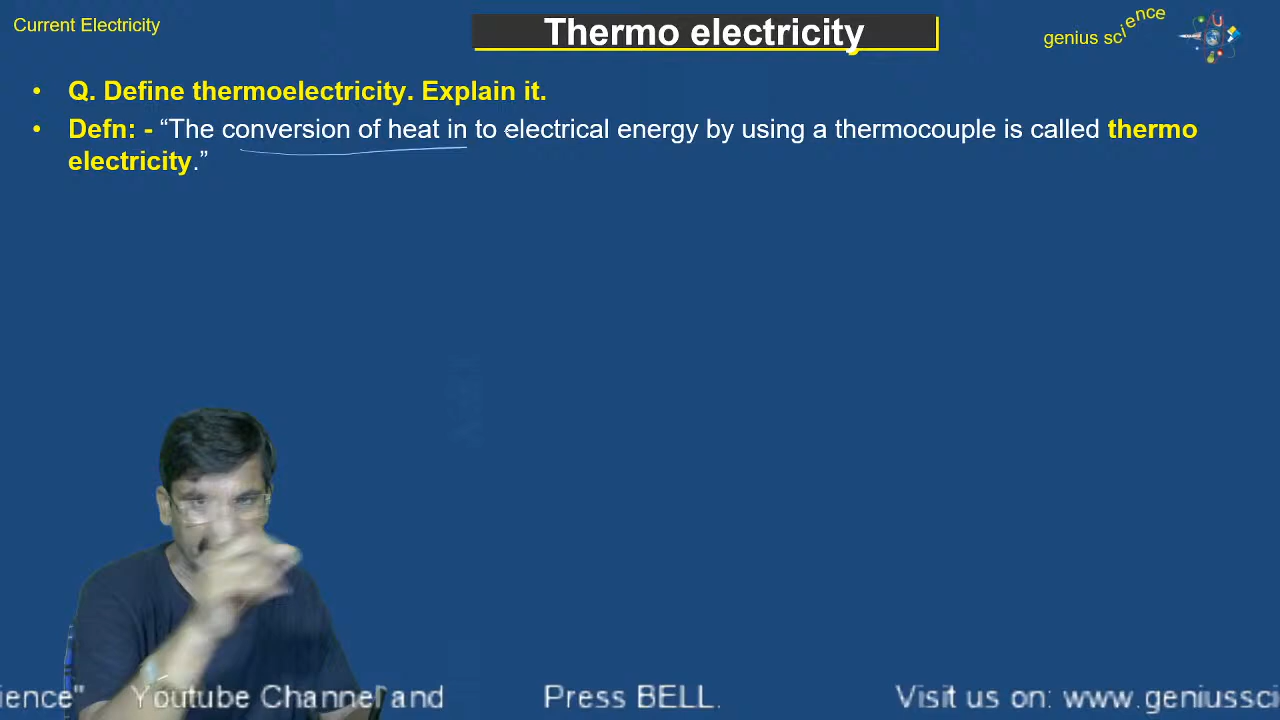 Current Electricity
Thermo electricity
genius science
• Q. Define thermoelectricity. Explain it.
• Defn: - “The conversion of heat in to electrical energy by using a thermocouple is called thermo
electricity.”
ience" Youtube Channel and Press BELL. Visit us on: www.geniussci